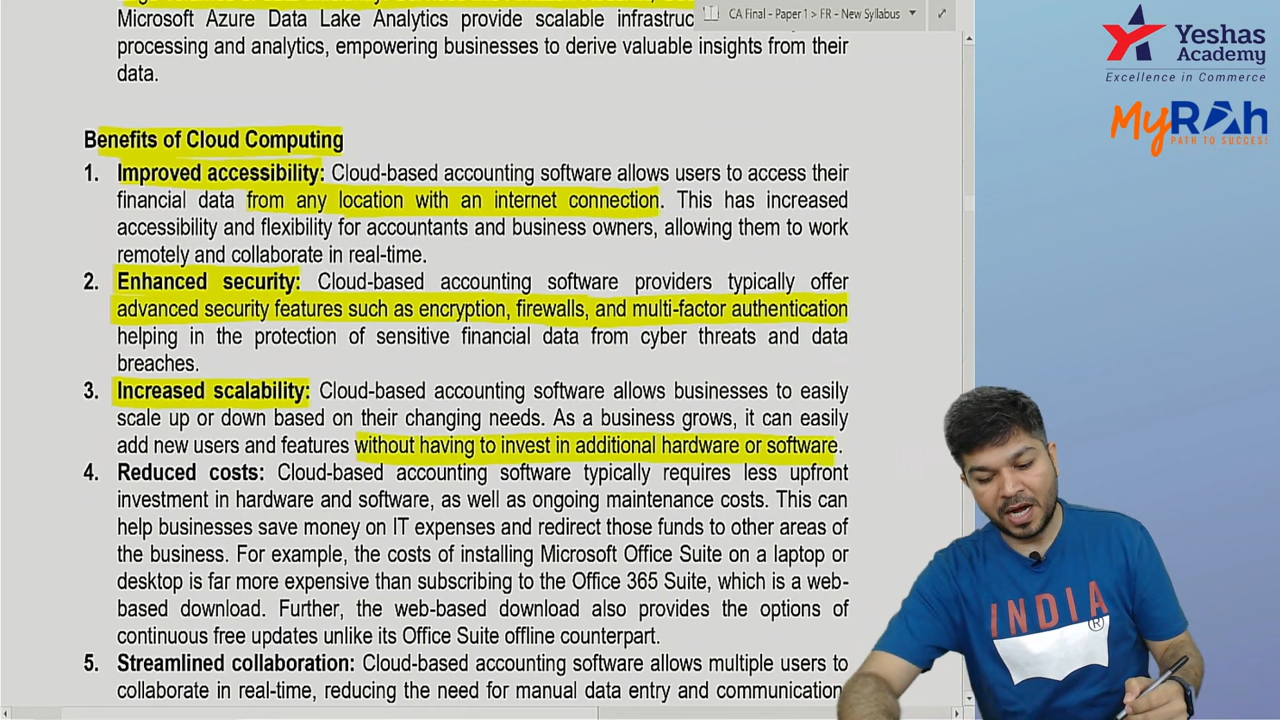 Microsoft Azure Data Lake Analytics provide scalable
processing and analytics, empowering businesses to derive valuable insights from their
data.
CA Final - Paper 1 > FR - New Syllabus
Yeshas
Academy
Excellence in Commerce
MyRAh
PATH TO SUCCESS
Benefits of Cloud Computing
1. Improved accessibility: Cloud-based accounting software allows users to access their
financial data from any location with an internet connection. This has increased
accessibility and flexibility for accountants and business owners, allowing them to work
remotely and collaborate in real-time.
2. Enhanced security: Cloud-based accounting software providers typically offer
advanced security features such as encryption, firewalls, and multi-factor authentication
helping in the protection of sensitive financial data from cyber threats and data
breaches.
3. Increased scalability: Cloud-based accounting software allows businesses to easily
scale up or down based on their changing needs. As a business grows, it can easily
add new users and features without having to invest in additional hardware or software.
4. Reduced costs: Cloud-based accounting software typically requires less upfront
investment in hardware and software, as well as ongoing maintenance costs. This can
help businesses save money on IT expenses and redirect those funds to other areas of
the business. For example, the costs of installing Microsoft Office Suite on a laptop or
desktop is far more expensive than subscribing to the Office 365 Suite, which is a web-
based download. Further, the web-based download also provides the options of
continuous free updates unlike its Office Suite offline counterpart.
5. Streamlined collaboration: Cloud-based accounting software allows multiple users to
collaborate in real-time, reducing the need for manual data entry and communication
INDIA
®